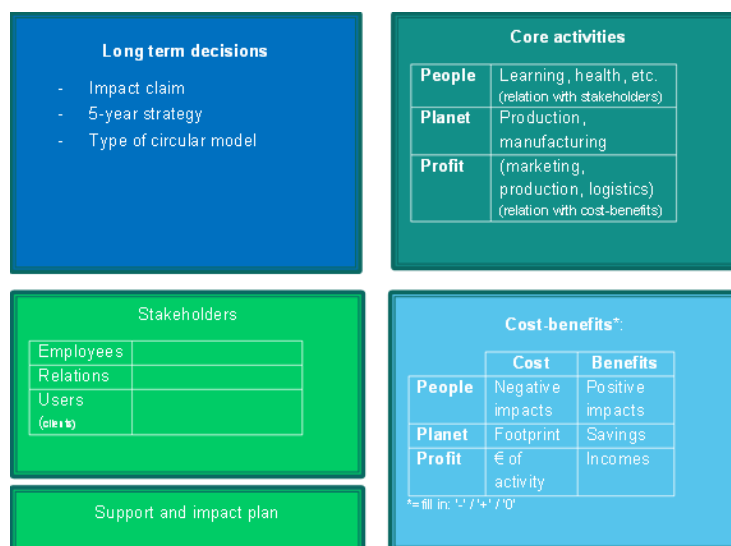 Long term decisions
- Impact claim
- 5-year strategy
- Type of circular model
Core activities
People Learning, health, etc.
(relation with stakeholders)
Planet Production,
manufacturing
Profit (marketing,
production, logistics)
(relation with cost-benefits)
Stakeholders
Employees
Relations
Users
(clients)
Cost-benefits*:
Cost Benefits
People Negative Positive
impacts impacts
Planet Footprint Savings
Profit € of Incomes
activity
*=fill in: '-' / '+' / '0'
Support and impact plan